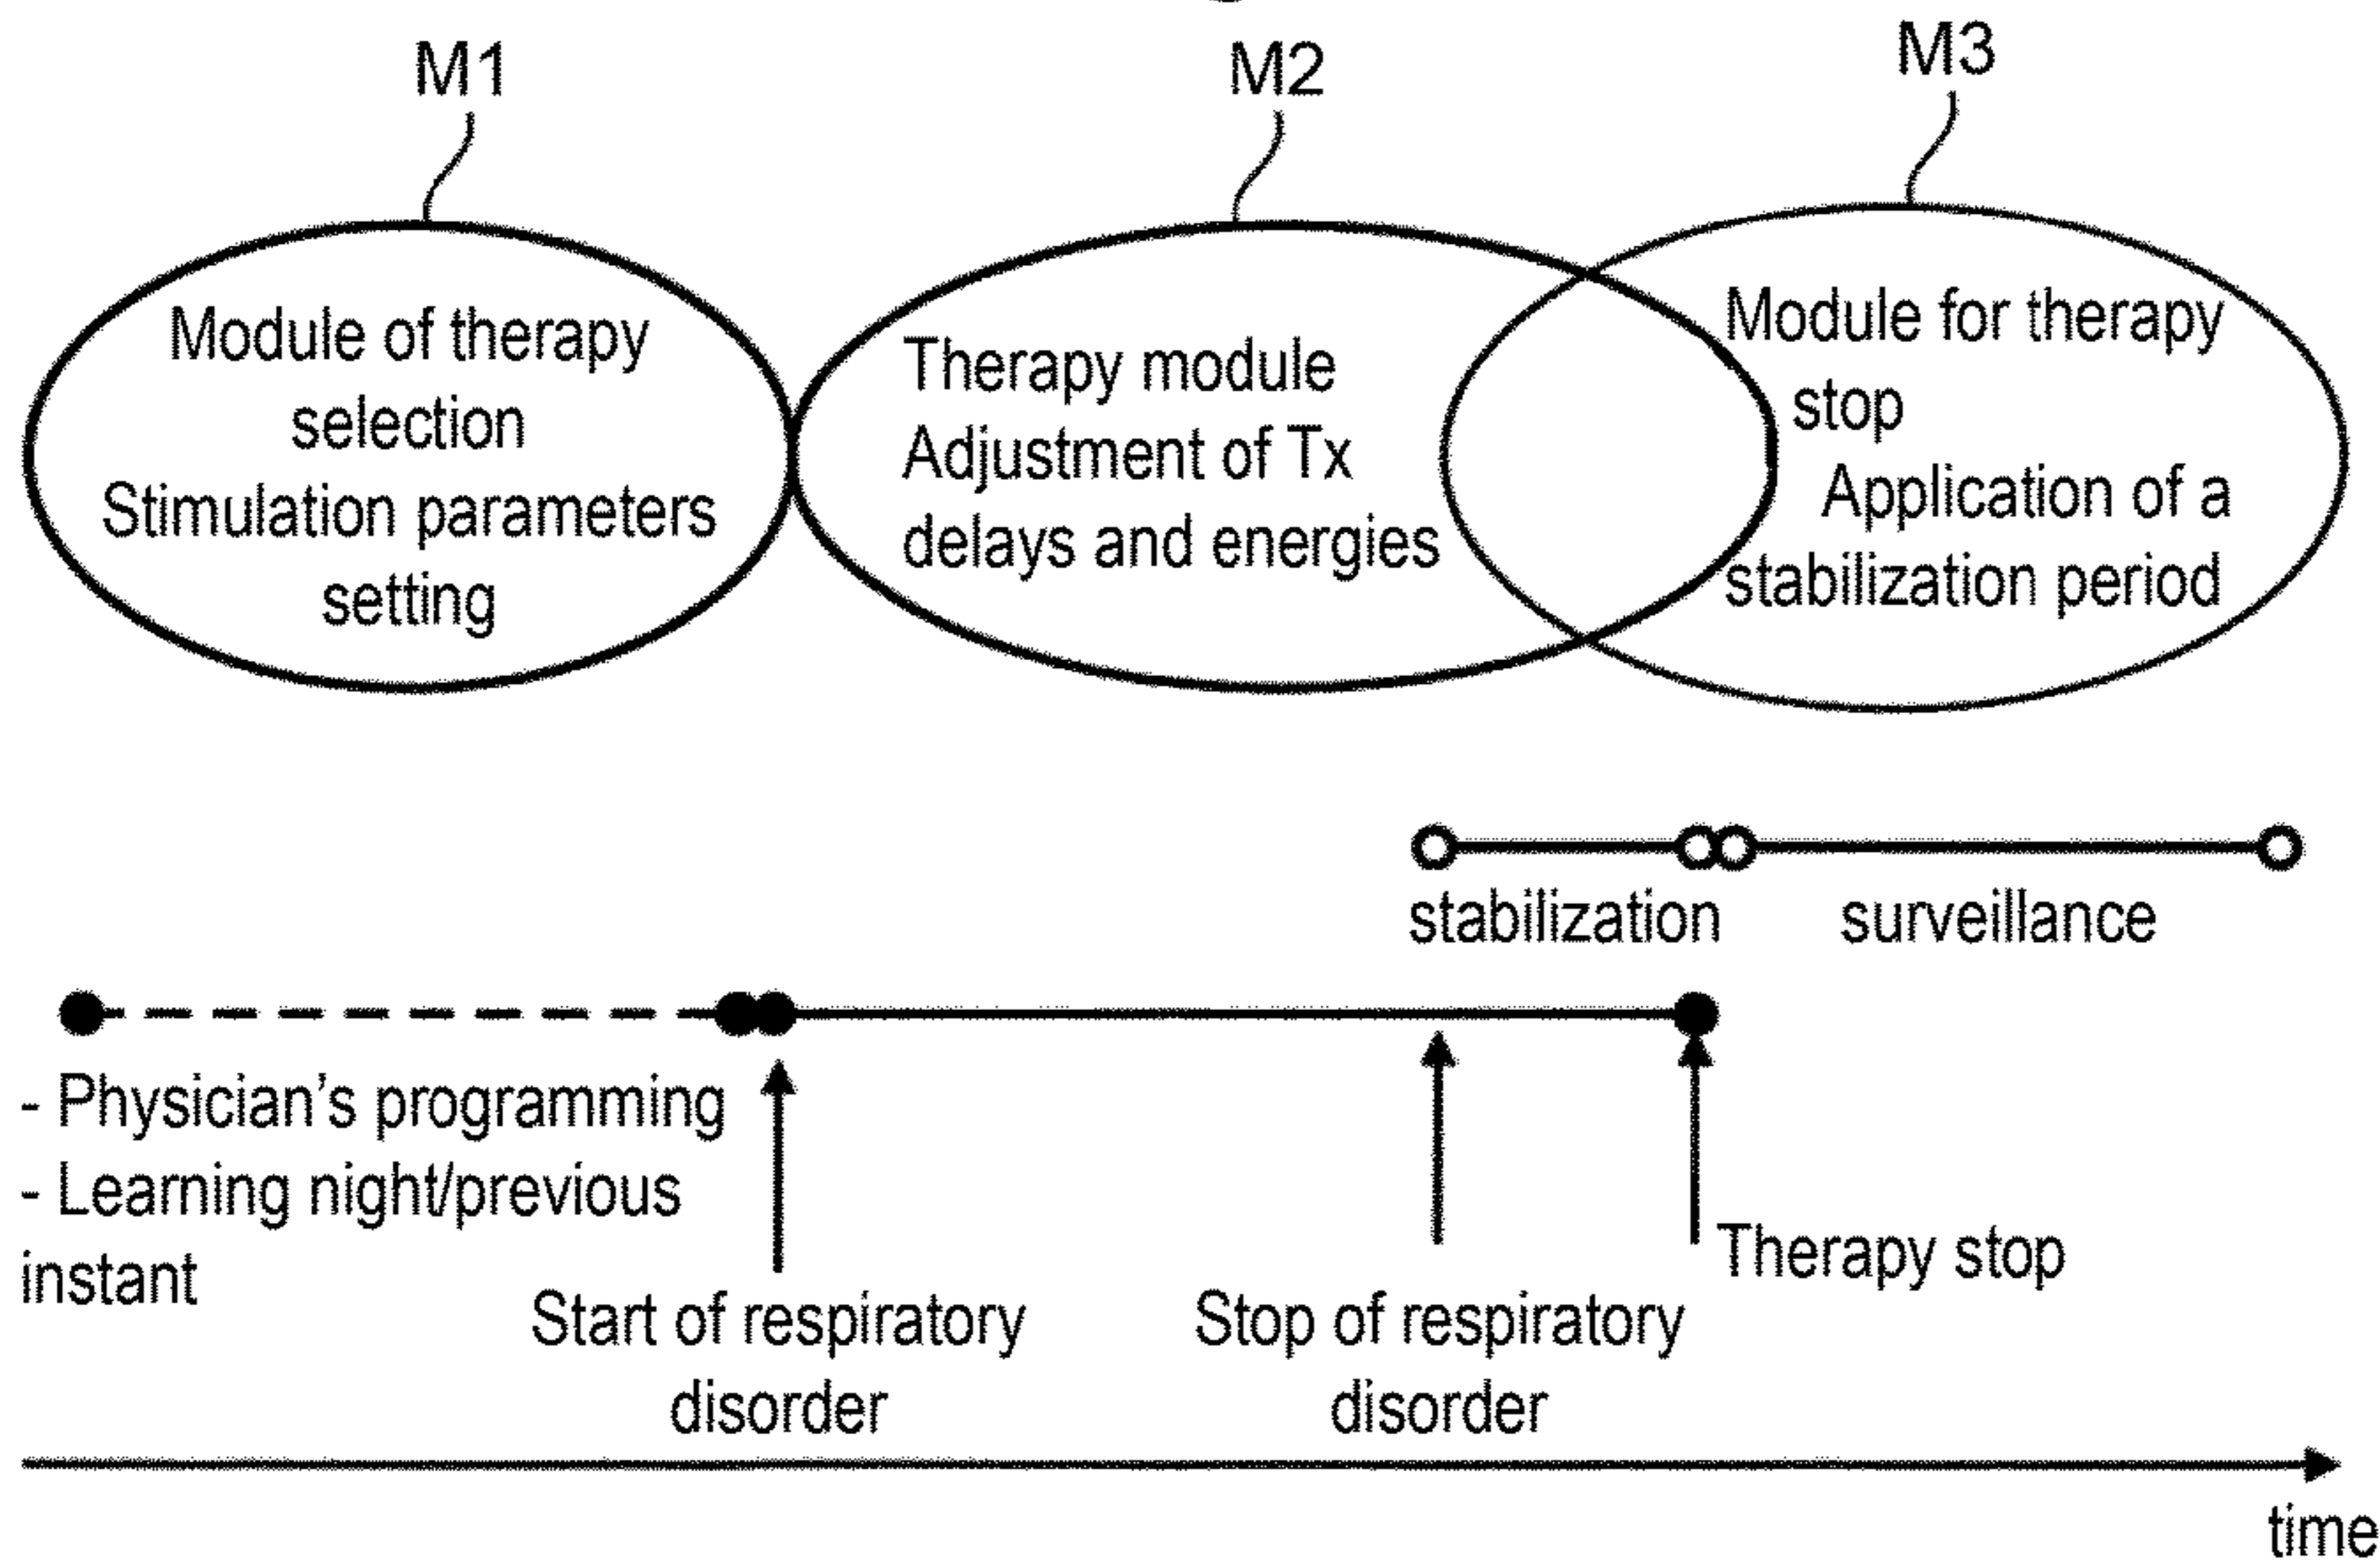 M1
M2
M3
Module of therapy
selection
Stimulation parameters
setting
Therapy module
Adjustment of Tx
delays and energies
Module for therapy
stop
Application of a
stabilization period
stabilization
surveillance
- Physician's programming
- Learning night/previous
instant
Start of respiratory
disorder
Stop of respiratory
disorder
Therapy stop
time